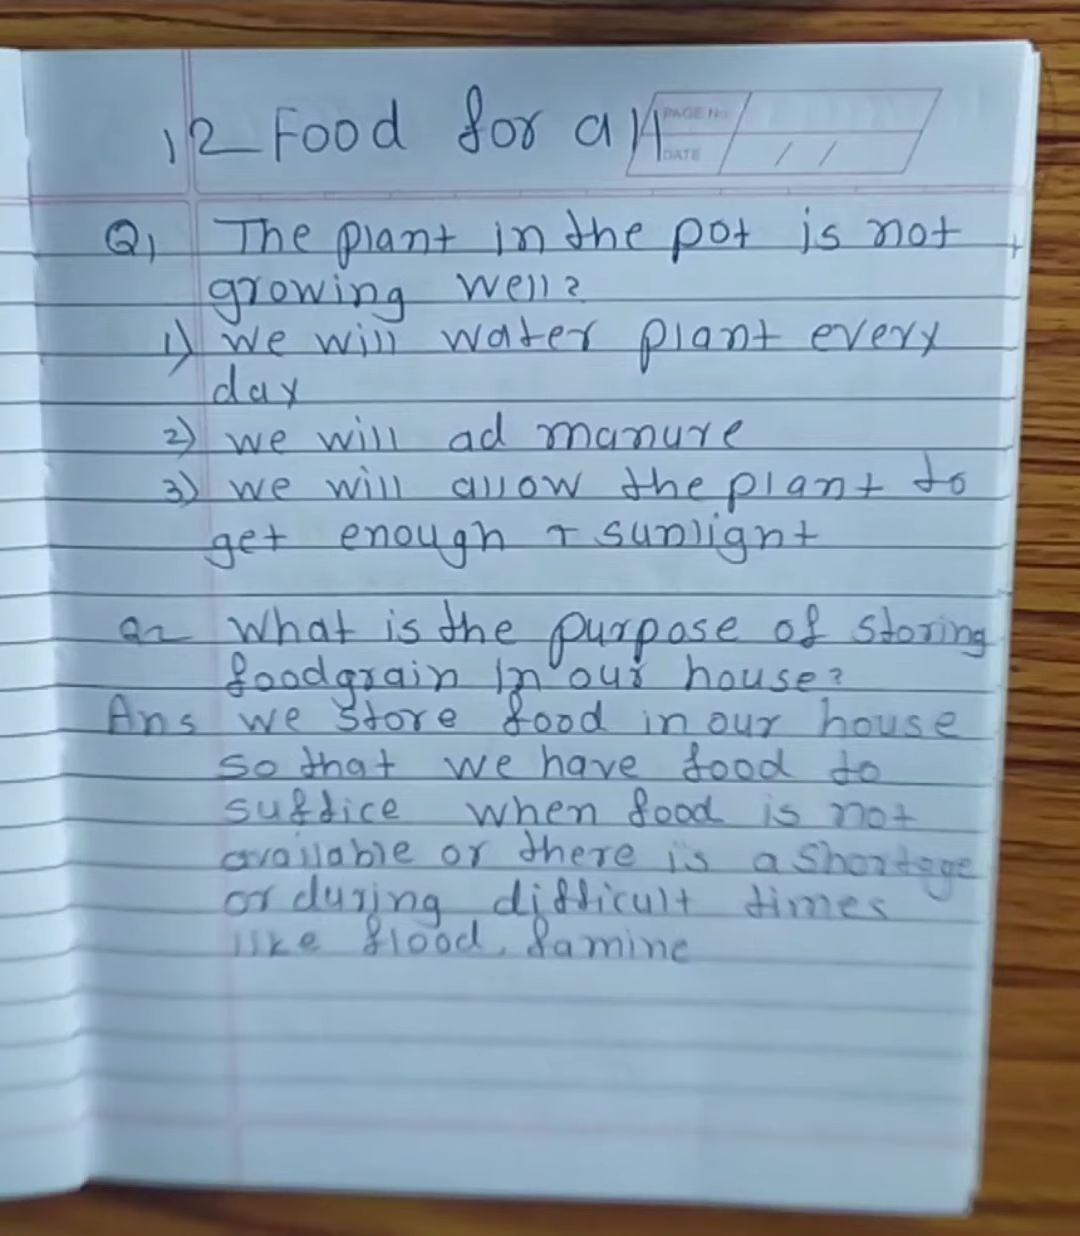 12 Food for all
PAGE No.
DATE / /
Q1 The plant in the pot is not
growing well?
1) we will water plant every
day
2) we will ad manure
3) we will allow the plant to
get enough sunlignt
Q2 What is the purpose of storing
foodgrain in our house?
Ans we store food in our house
so that we have food to
suffice when food is not
available or there is a shortage
or during difficult times
like flood, famine